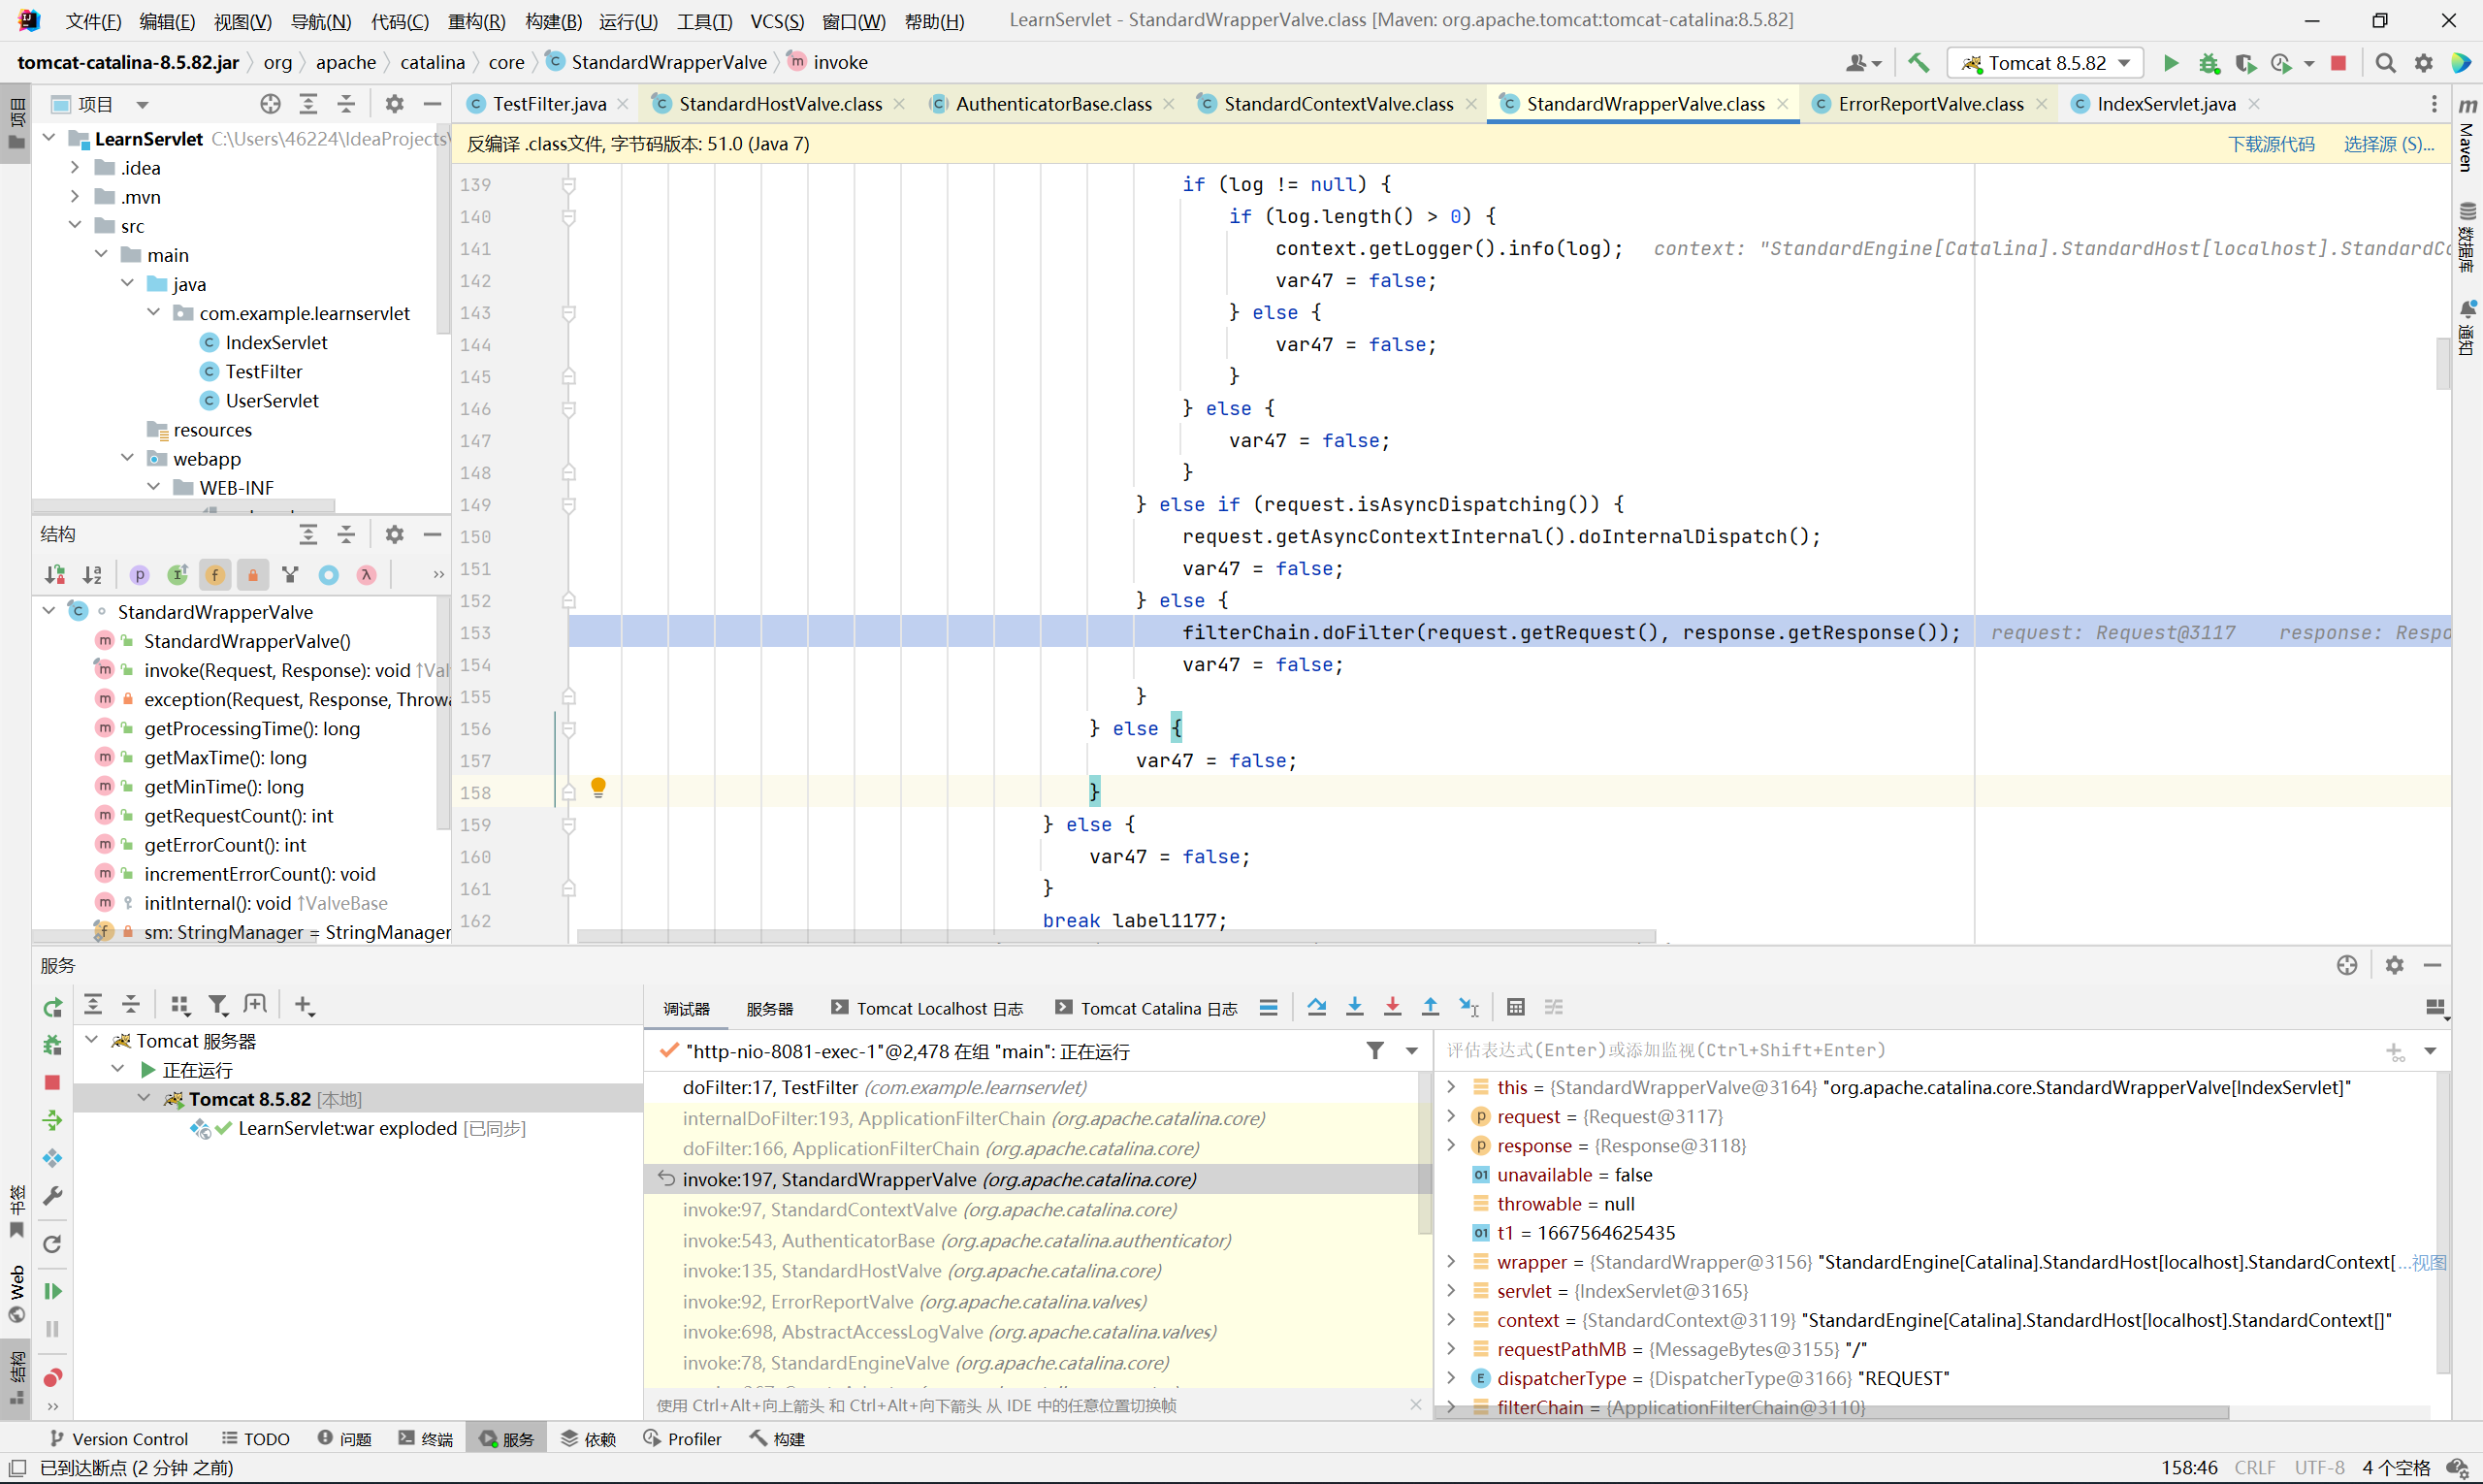 文件(F) 编辑(E) 视图(V) 导航(N) 代码(C) 重构(R) 构建(B) 运行(U) 工具(T) VCS(S) 窗口(W) 帮助(H) LearnServlet - StandardWrapperValve.class [Maven: org.apache.tomcat:tomcat-catalina:8.5.82]
tomcat-catalina-8.5.82.jar org apache catalina core StandardWrapperValve invoke Tomcat 8.5.82
项目
TestFilter.java StandardHostValve.class AuthenticatorBase.class StandardContextValve.class StandardWrapperValve.class ErrorReportValve.class IndexServlet.java
反编译 .class文件, 字节码版本: 51.0 (Java 7) 下载源代码 选择源 (S)...
项目
Maven
数据库
通知
LearnServlet C:\Users\46224\IdeaProjects\
.idea
.mvn
src
main
java
com.example.learnservlet
IndexServlet
TestFilter
UserServlet
resources
webapp
WEB-INF
结构
StandardWrapperValve
StandardWrapperValve()
invoke(Request, Response): void ↑Val
exception(Request, Response, Throwa
getProcessingTime(): long
getMaxTime(): long
getMinTime(): long
getRequestCount(): int
getErrorCount(): int
incrementErrorCount(): void
initInternal(): void ↑ValveBase
sm: StringManager = StringManager
139 if (log != null) {
140 if (log.length() > 0) {
141 context.getLogger().info(log); context: "StandardEngine[Catalina].StandardHost[localhost].StandardCo
142 var47 = false;
143 } else {
144 var47 = false;
145 }
146 } else {
147 var47 = false;
148 }
149 } else if (request.isAsyncDispatching()) {
150 request.getAsyncContextInternal().doInternalDispatch();
151 var47 = false;
152 } else {
153 filterChain.doFilter(request.getRequest(), response.getResponse()); request: Request@3117 response: Respo
154 var47 = false;
155 }
156 } else {
157 var47 = false;
158 }
159 } else {
160 var47 = false;
161 }
162 break label1177;
服务
Tomcat 服务器
正在运行
Tomcat 8.5.82 [本地]
LearnServlet:war exploded [已同步]
调试器 服务器 Tomcat Localhost 日志 Tomcat Catalina 日志
"http-nio-8081-exec-1"@2,478 在组 "main": 正在运行
doFilter:17, TestFilter (com.example.learnservlet)
internalDoFilter:193, ApplicationFilterChain (org.apache.catalina.core)
doFilter:166, ApplicationFilterChain (org.apache.catalina.core)
invoke:197, StandardWrapperValve (org.apache.catalina.core)
invoke:97, StandardContextValve (org.apache.catalina.core)
invoke:543, AuthenticatorBase (org.apache.catalina.authenticator)
invoke:135, StandardHostValve (org.apache.catalina.core)
invoke:92, ErrorReportValve (org.apache.catalina.valves)
invoke:698, AbstractAccessLogValve (org.apache.catalina.valves)
invoke:78, StandardEngineValve (org.apache.catalina.core)
使用 Ctrl+Alt+向上箭头 和 Ctrl+Alt+向下箭头 从 IDE 中的任意位置切换帧
评估表达式(Enter)或添加监视(Ctrl+Shift+Enter)
this = {StandardWrapperValve@3164} "org.apache.catalina.core.StandardWrapperValve[IndexServlet]"
request = {Request@3117}
response = {Response@3118}
unavailable = false
throwable = null
t1 = 1667564625435
wrapper = {StandardWrapper@3156} "StandardEngine[Catalina].StandardHost[localhost].StandardContext[ ...视图
servlet = {IndexServlet@3165}
context = {StandardContext@3119} "StandardEngine[Catalina].StandardHost[localhost].StandardContext[]"
requestPathMB = {MessageBytes@3155} "/"
dispatcherType = {DispatcherType@3166} "REQUEST"
filterChain = {ApplicationFilterChain@3110}
书签
Web
结构
Version Control TODO 问题 终端 服务 依赖 Profiler 构建
已到达断点 (2 分钟 之前) 158:46 CRLF UTF-8 4 个空格